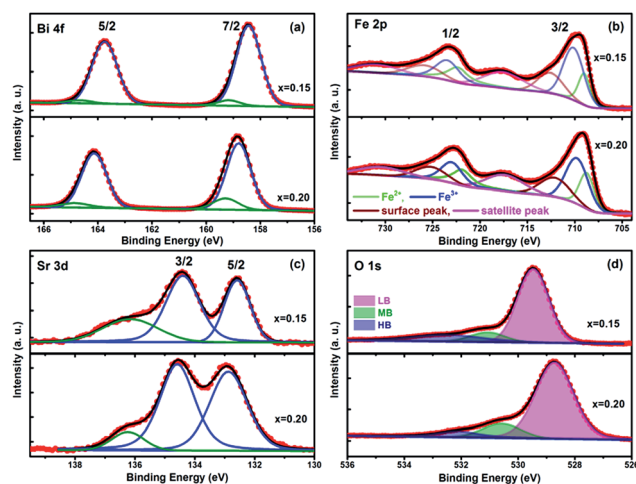 Bi 4f 5/2 7/2 (a)
x=0.15
x=0.20
Intensity (a. u.)
166 164 162 160 158 156
Binding Energy (eV)
Fe 2p 1/2 3/2 (b)
x=0.15
x=0.20
Fe2+, Fe3+
surface peak, satellite peak
Intensity (a. u.)
730 725 720 715 710 705
Binding Energy (eV)
Sr 3d 3/2 5/2 (c)
x=0.15
x=0.20
Intensity (a. u.)
138 136 134 132 130
Binding Energy (eV)
O 1s (d)
LB
MB
HB
x=0.15
x=0.20
Intensity (a. u.)
536 534 532 530 528 526
Binding Energy (eV)